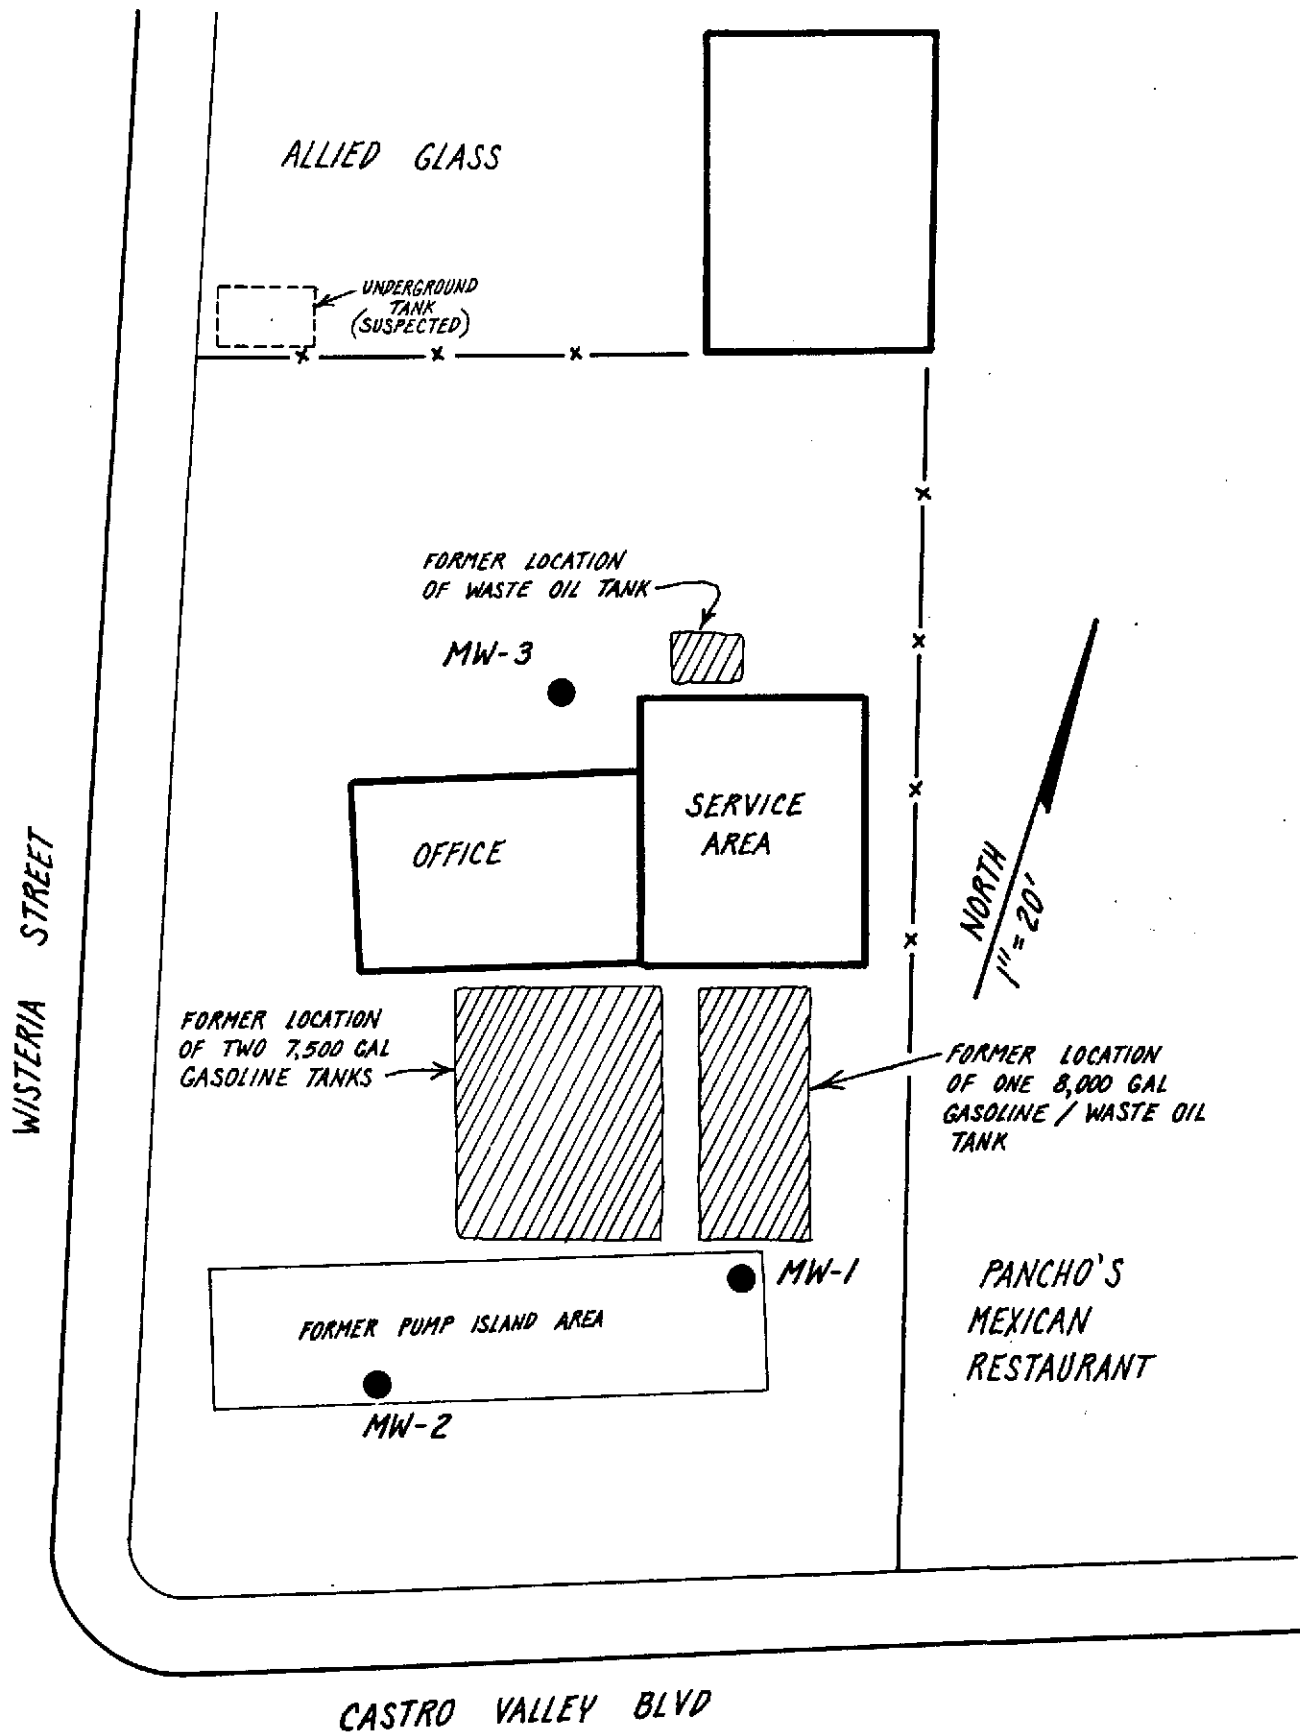 ALLIED GLASS
UNDERGROUND
TANK
(SUSPECTED)
FORMER LOCATION
OF WASTE OIL TANK
MW-3
SERVICE
AREA
OFFICE
NORTH
1" = 20'
WISTERIA STREET
FORMER LOCATION
OF TWO 7,500 GAL
GASOLINE TANKS
FORMER LOCATION
OF ONE 8,000 GAL
GASOLINE / WASTE OIL
TANK
MW-1
FORMER PUMP ISLAND AREA
MW-2
PANCHO'S
MEXICAN
RESTAURANT
CASTRO VALLEY BLVD